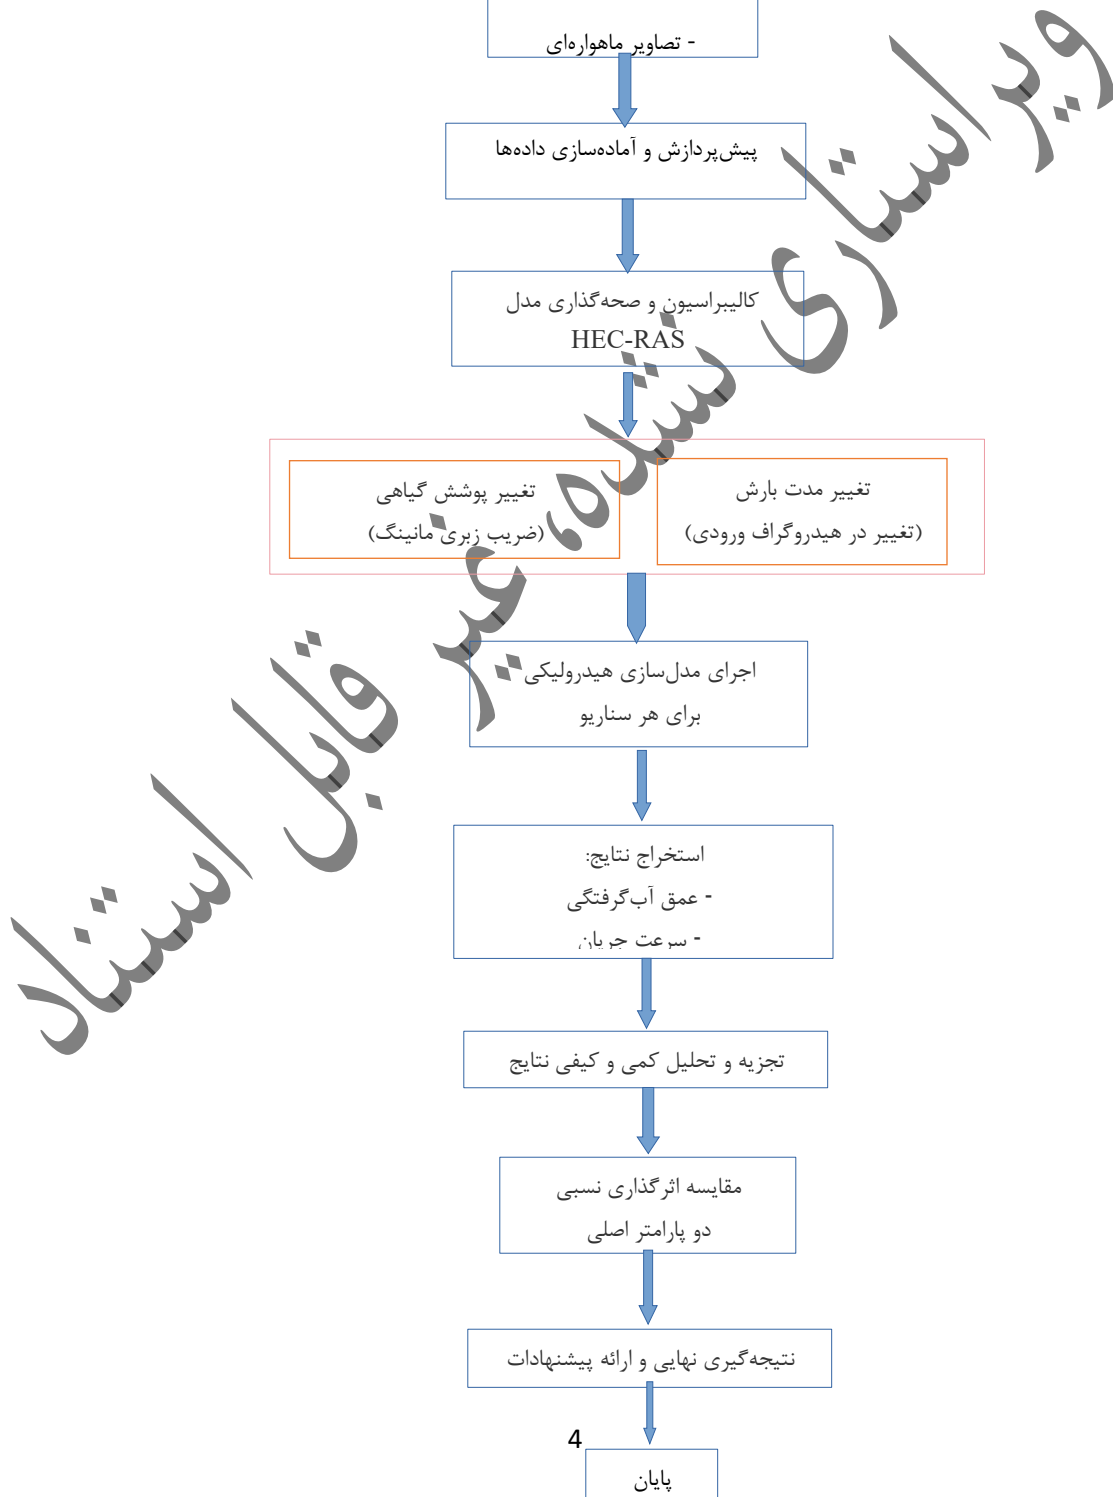 - تصاویر ماهواره‌ای
پیش‌پردازش و آماده‌سازی داده‌ها
کالیبراسیون و صحه‌گذاری مدل
HEC-RAS
تغییر مدت بارش
(تغییر در هیدروگراف ورودی)
تغییر پوشش گیاهی
(ضریب زبری مانینگ)
اجرای مدل‌سازی هیدرولیکی
برای هر سناریو
استخراج نتایج:
- عمق آب‌گرفتگی
- سرعت جریان
تجزیه و تحلیل کمی و کیفی نتایج
مقایسه اثرگذاری نسبی
دو پارامتر اصلی
نتیجه‌گیری نهایی و ارائه پیشنهادات
4
پایان
ویراستاری نشده، غیر قابل استناد